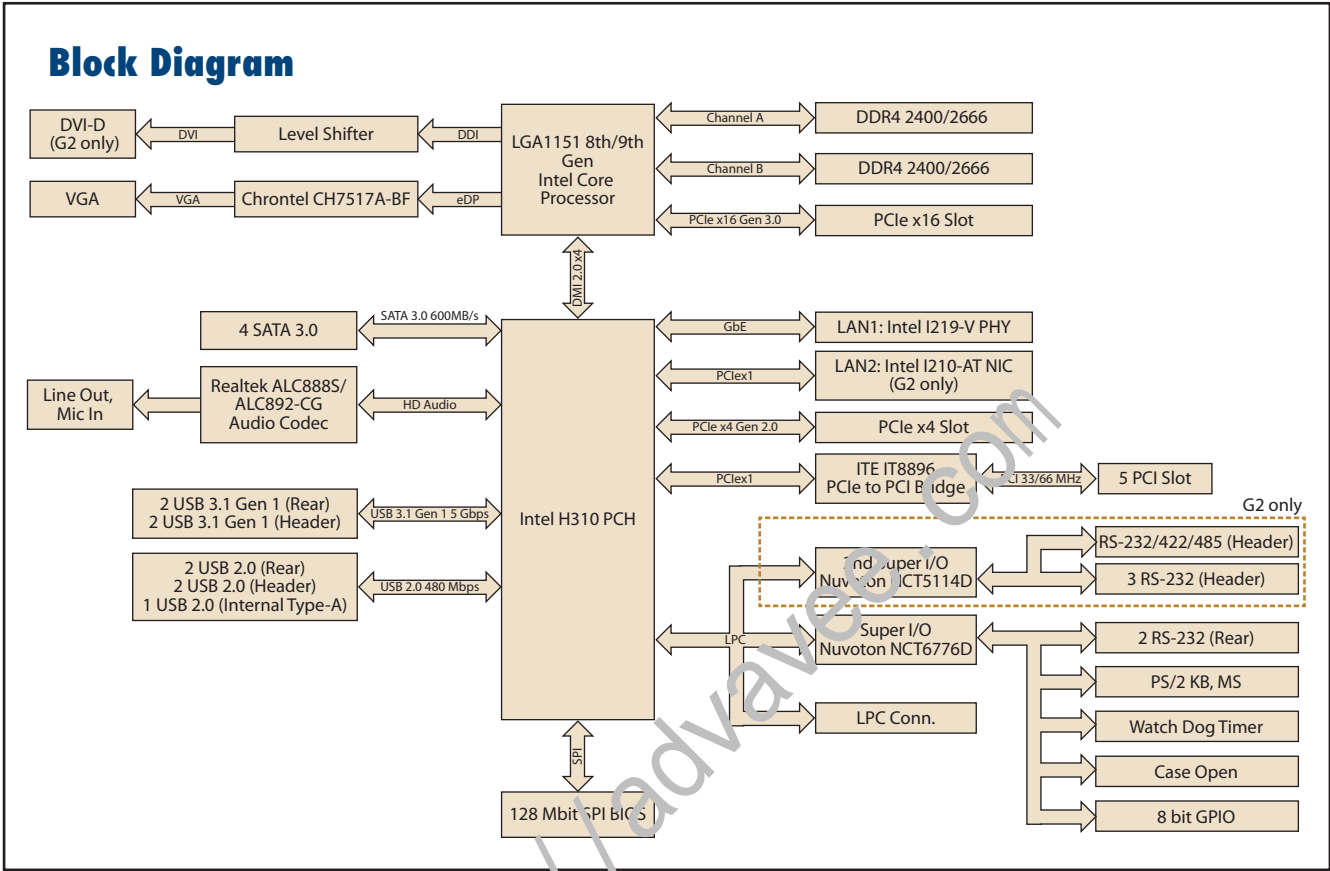 Block Diagram
DVI-D
(G2 only)
DVI
Level Shifter
DDI
LGA1151 8th/9th
Gen
Intel Core
Processor
Channel A
DDR4 2400/2666
Channel B
DDR4 2400/2666
VGA
VGA
Chrontel CH7517A-BF
eDP
PCIe x16 Gen 3.0
PCIe x16 Slot
DMI 2.0 x4
4 SATA 3.0
SATA 3.0 600MB/s
Intel H310 PCH
GbE
LAN1: Intel I219-V PHY
PCIex1
LAN2: Intel I210-AT NIC
(G2 only)
Line Out,
Mic In
Realtek ALC888S/
ALC892-CG
Audio Codec
HD Audio
PCIe x4 Gen 2.0
PCIe x4 Slot
PCIex1
ITE IT8896
PCIe to PCI Bridge
PCI 33/66 MHz
5 PCI Slot
2 USB 3.1 Gen 1 (Rear)
2 USB 3.1 Gen 1 (Header)
USB 3.1 Gen 1 5 Gbps
G2 only
2nd Super I/O
Nuvoton NCT5114D
RS-232/422/485 (Header)
3 RS-232 (Header)
2 USB 2.0 (Rear)
2 USB 2.0 (Header)
1 USB 2.0 (Internal Type-A)
USB 2.0 480 Mbps
LPC
Super I/O
Nuvoton NCT6776D
2 RS-232 (Rear)
PS/2 KB, MS
LPC Conn.
Watch Dog Timer
Case Open
8 bit GPIO
SPI
128 Mbit SPI BIOS
//advavee.com